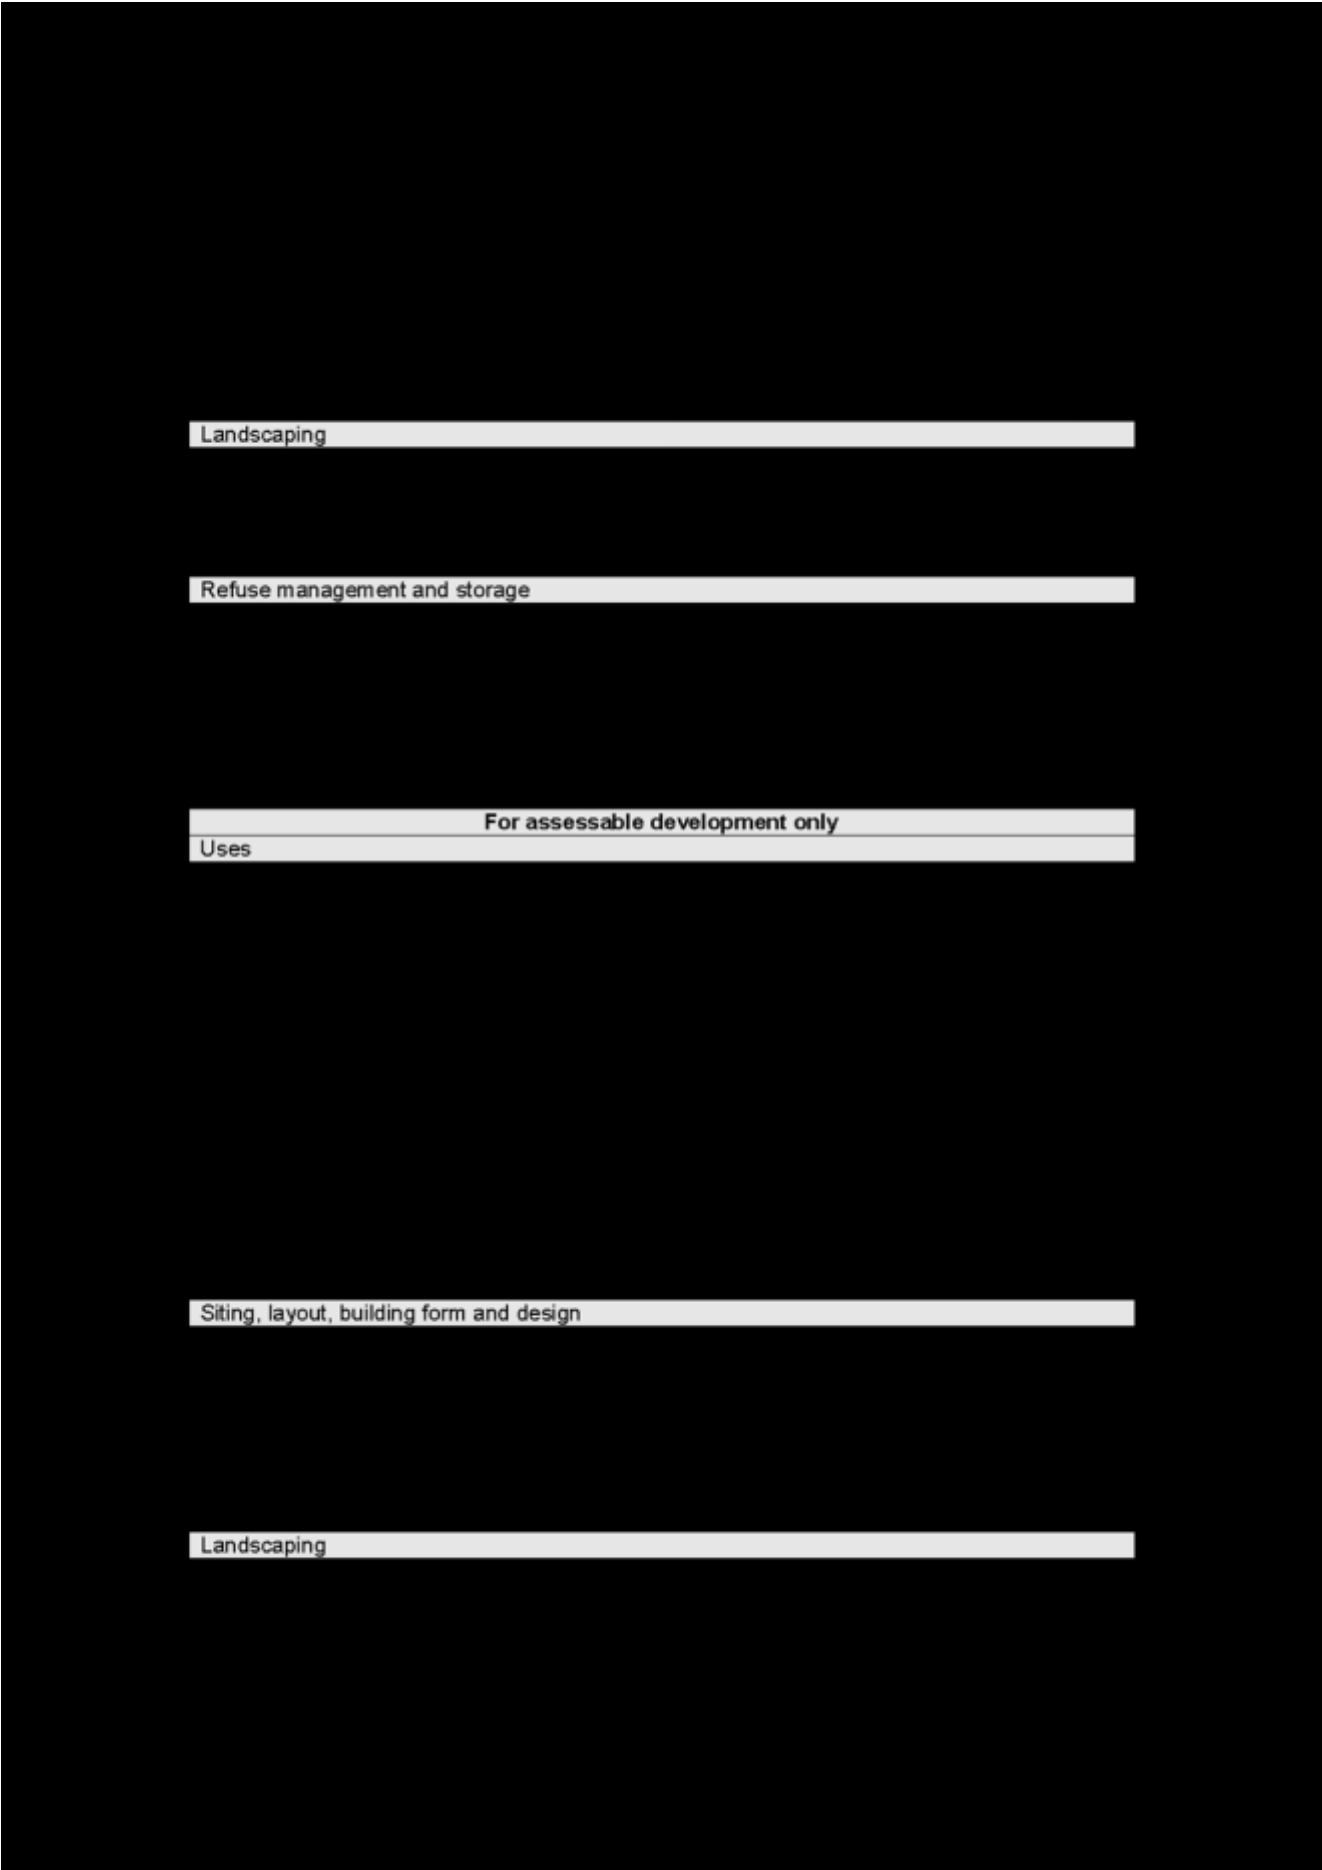 Landscaping
Refuse management and storage
For assessable development only
Uses
Siting, layout, building form and design
Landscaping